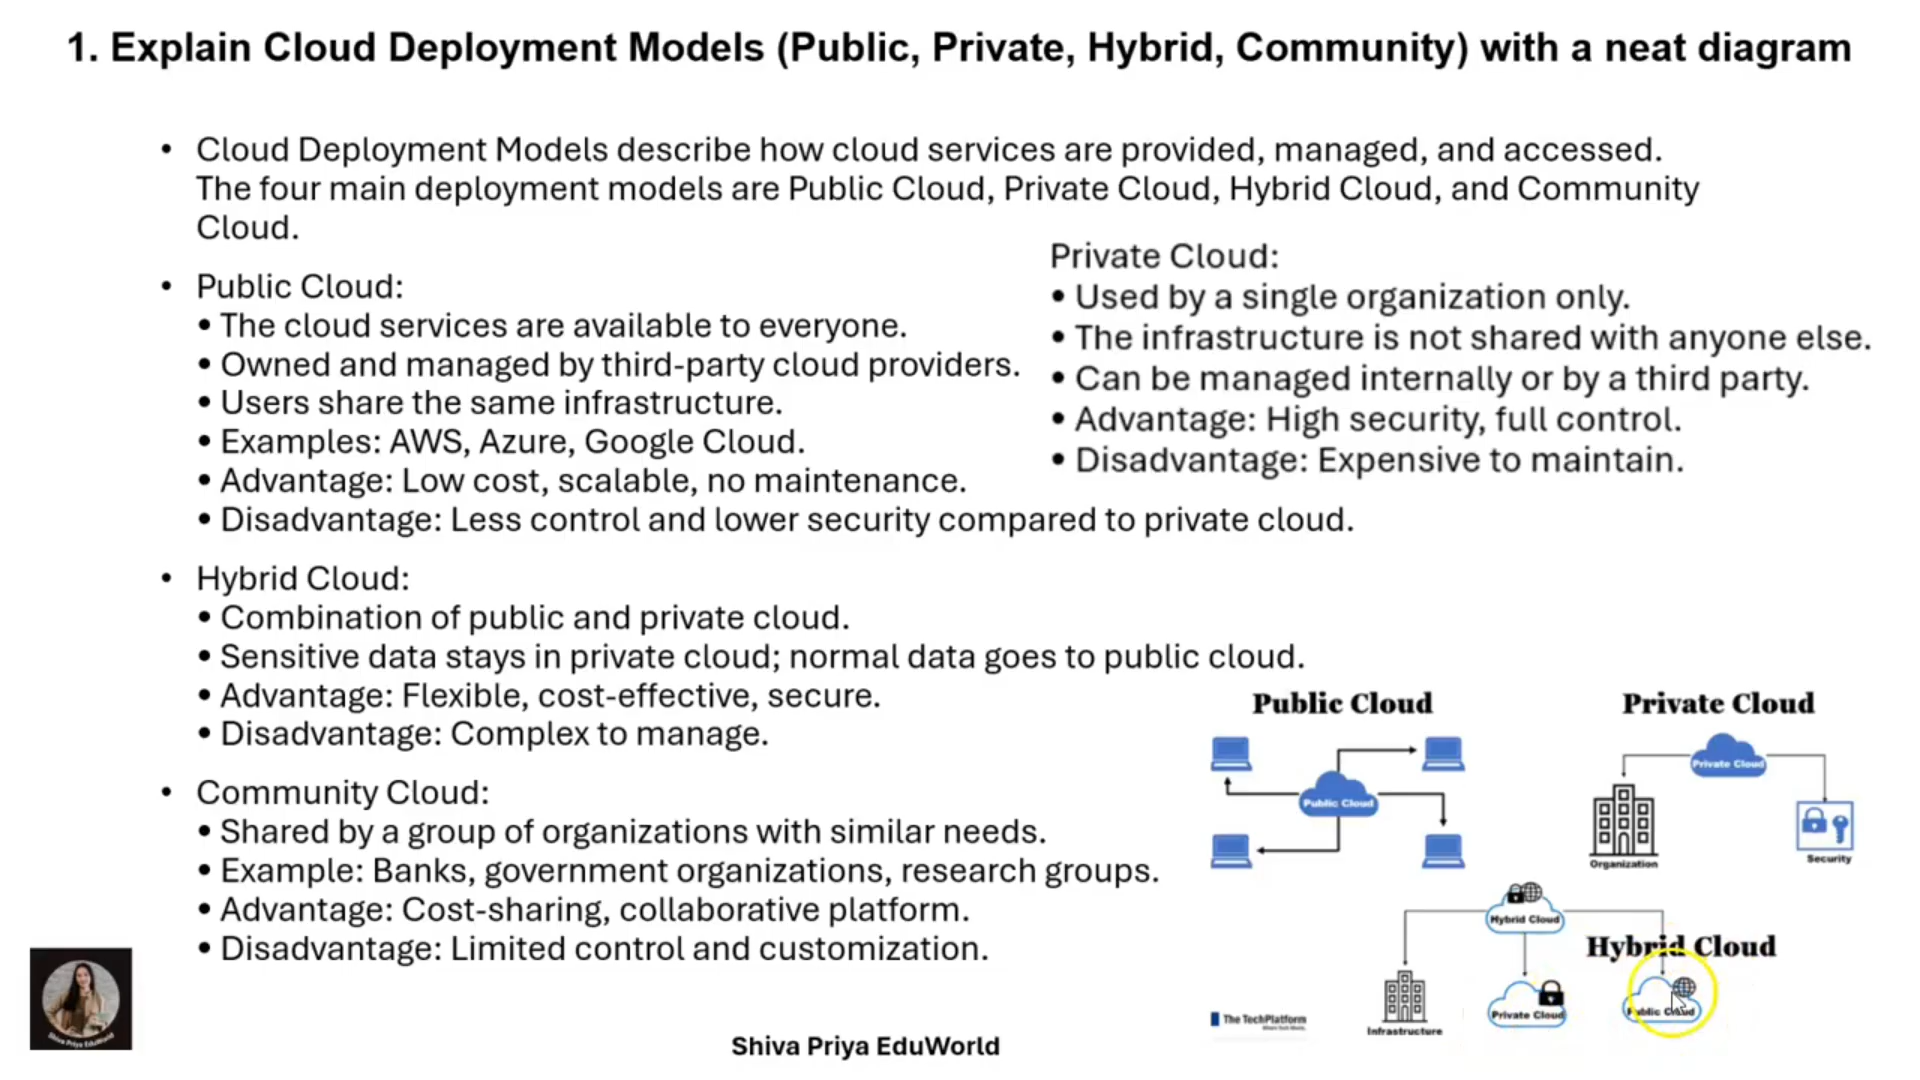 1. Explain Cloud Deployment Models (Public, Private, Hybrid, Community) with a neat diagram
• Cloud Deployment Models describe how cloud services are provided, managed, and accessed.
The four main deployment models are Public Cloud, Private Cloud, Hybrid Cloud, and Community
Cloud.
• Public Cloud:
• The cloud services are available to everyone.
• Owned and managed by third-party cloud providers.
• Users share the same infrastructure.
• Examples: AWS, Azure, Google Cloud.
• Advantage: Low cost, scalable, no maintenance.
• Disadvantage: Less control and lower security compared to private cloud.
Private Cloud:
• Used by a single organization only.
• The infrastructure is not shared with anyone else.
• Can be managed internally or by a third party.
• Advantage: High security, full control.
• Disadvantage: Expensive to maintain.
• Hybrid Cloud:
• Combination of public and private cloud.
• Sensitive data stays in private cloud; normal data goes to public cloud.
• Advantage: Flexible, cost-effective, secure.
• Disadvantage: Complex to manage.
• Community Cloud:
• Shared by a group of organizations with similar needs.
• Example: Banks, government organizations, research groups.
• Advantage: Cost-sharing, collaborative platform.
• Disadvantage: Limited control and customization.
Public Cloud
Public Cloud
Private Cloud
Private Cloud
Organization
Security
Hybrid Cloud
Hybrid Cloud
Infrastructure
Private Cloud
Public Cloud
The TechPlatform
Shiva Priya EduWorld
Shiva Priya EduWorld